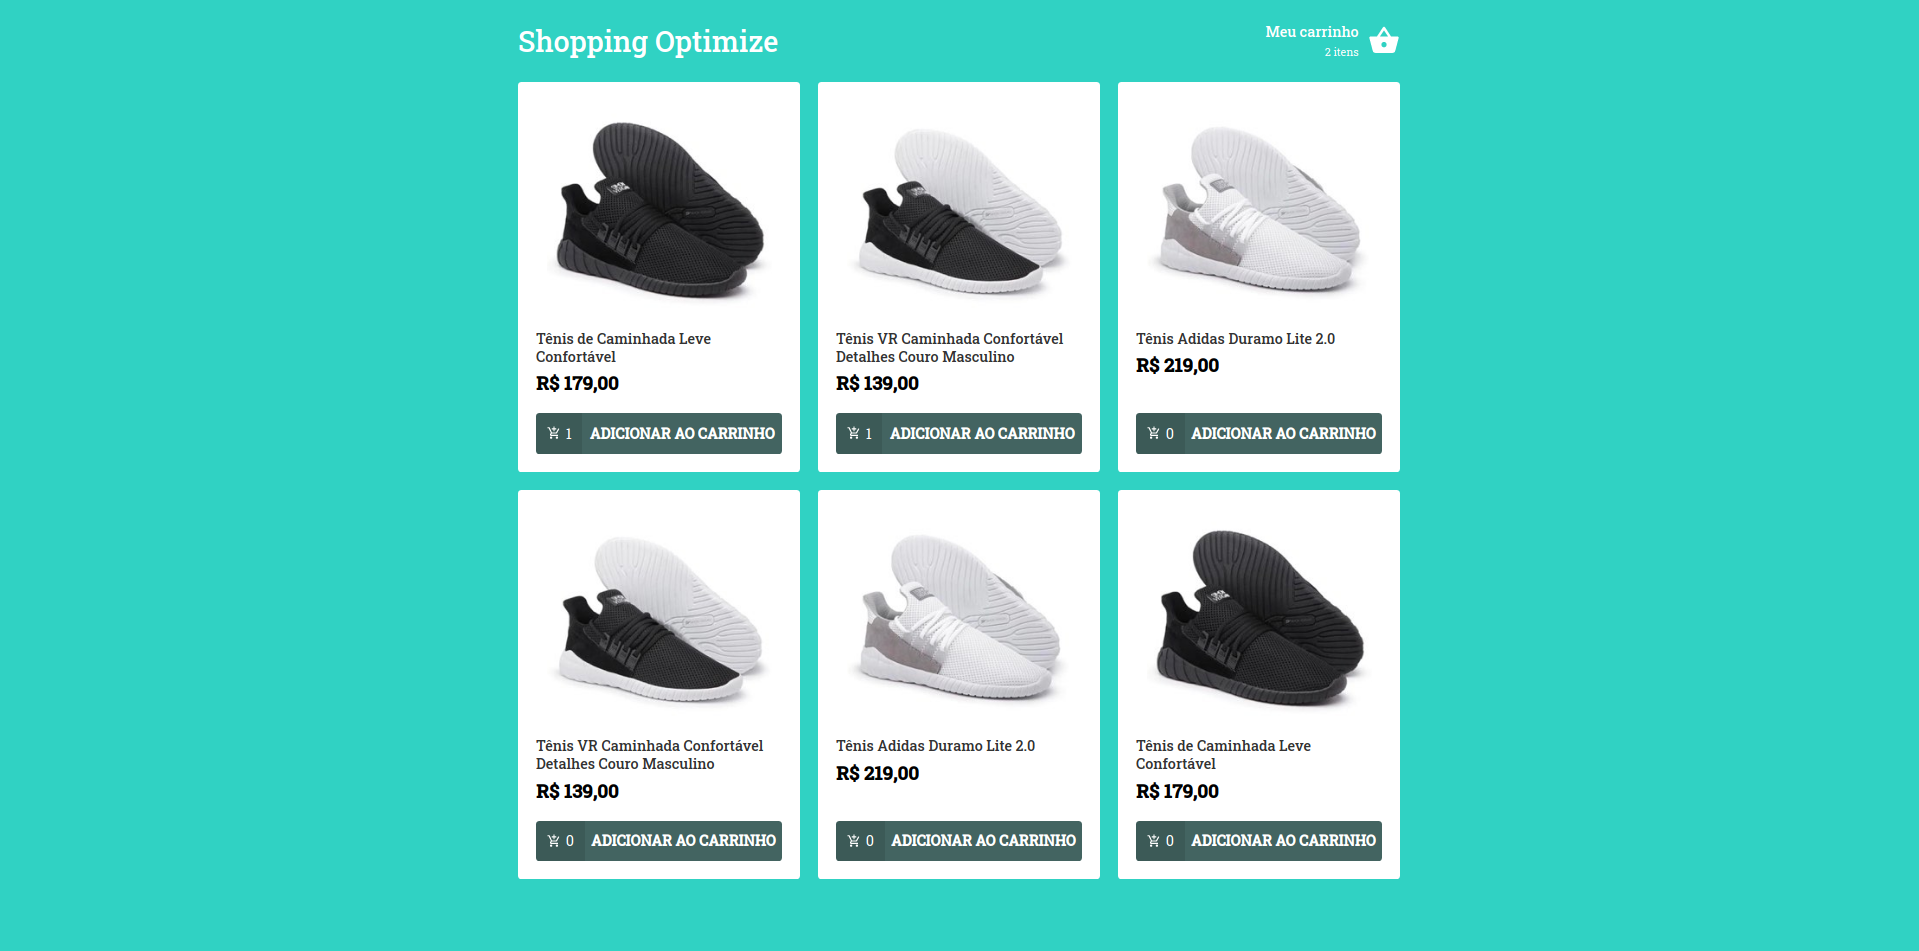 Shopping Optimize
Meu carrinho
2 itens
Tênis de Caminhada Leve
Confortável
R$ 179,00
1 ADICIONAR AO CARRINHO
Tênis VR Caminhada Confortável
Detalhes Couro Masculino
R$ 139,00
1 ADICIONAR AO CARRINHO
Tênis Adidas Duramo Lite 2.0
R$ 219,00
0 ADICIONAR AO CARRINHO
Tênis VR Caminhada Confortável
Detalhes Couro Masculino
R$ 139,00
0 ADICIONAR AO CARRINHO
Tênis Adidas Duramo Lite 2.0
R$ 219,00
0 ADICIONAR AO CARRINHO
Tênis de Caminhada Leve
Confortável
R$ 179,00
0 ADICIONAR AO CARRINHO